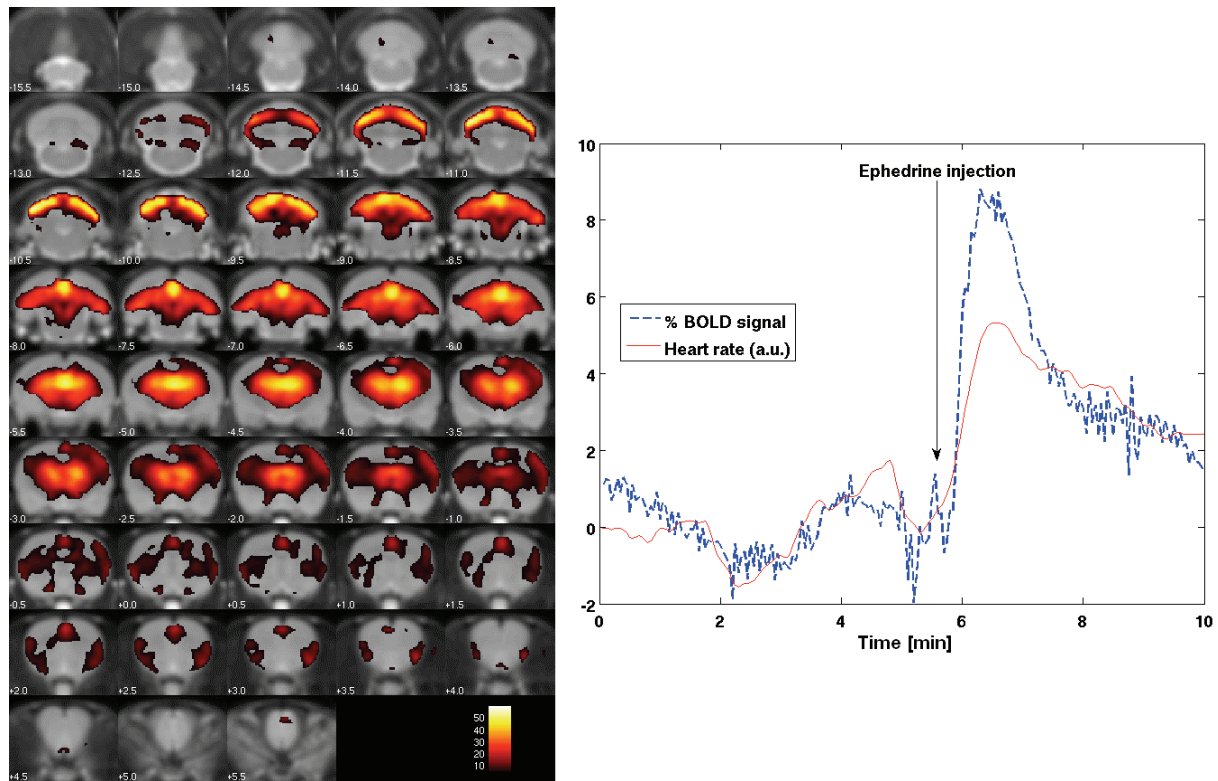 -15.5 -15.0 -14.5 -14.0 -13.5
-13.0 -12.5 -12.0 -11.5 -11.0
-10.5 -10.0 -9.5 -9.0 -8.5
-8.0 -7.5 -7.0 -6.5 -6.0
-5.5 -5.0 -4.5 -4.0 -3.5
-3.0 -2.5 -2.0 -1.5 -1.0
-0.5 +0.0 +0.5 +1.0 +1.5
+2.0 +2.5 +3.0 +3.5 +4.0
+4.5 +5.0 +5.5
50
40
30
20
10
10
8
6
4
2
0
-2
Ephedrine injection
% BOLD signal
Heart rate (a.u.)
0 2 4 6 8 10
Time [min]